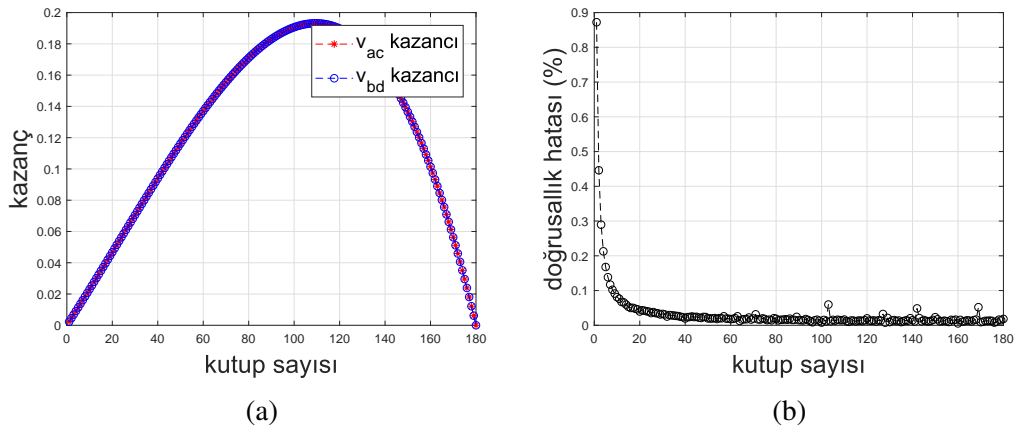 0.2
0.18
0.16
0.14
0.12
0.1
0.08
0.06
0.04
0.02
0
kazanç
v_ac kazancı
v_bd kazancı
0 20 40 60 80 100 120 140 160 180
kutup sayısı
(a)
0.9
0.8
0.7
0.6
0.5
0.4
0.3
0.2
0.1
0
doğrusallık hatası (%)
0 20 40 60 80 100 120 140 160 180
kutup sayısı
(b)